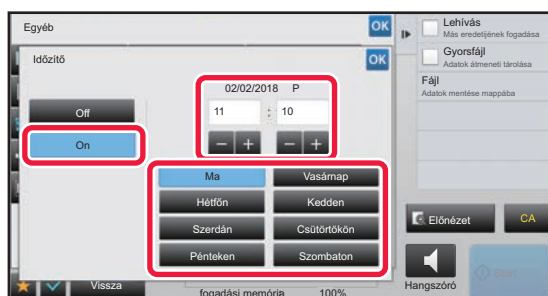 Egyéb
OK
Időzítő
OK
02/02/2018 P
11 : 10
Off
On
Ma
Vasárnap
Hétfőn
Kedden
Szerdán
Csütörtökön
Pénteken
Szombaton
Vissza
fogadási memória 100%
Lehívás
Más eredetijének fogadása
Gyorsfájl
Adatok átmeneti tárolása
Fájl
Adatok mentése mappába
Előnézet
CA
Hangszóró
Start